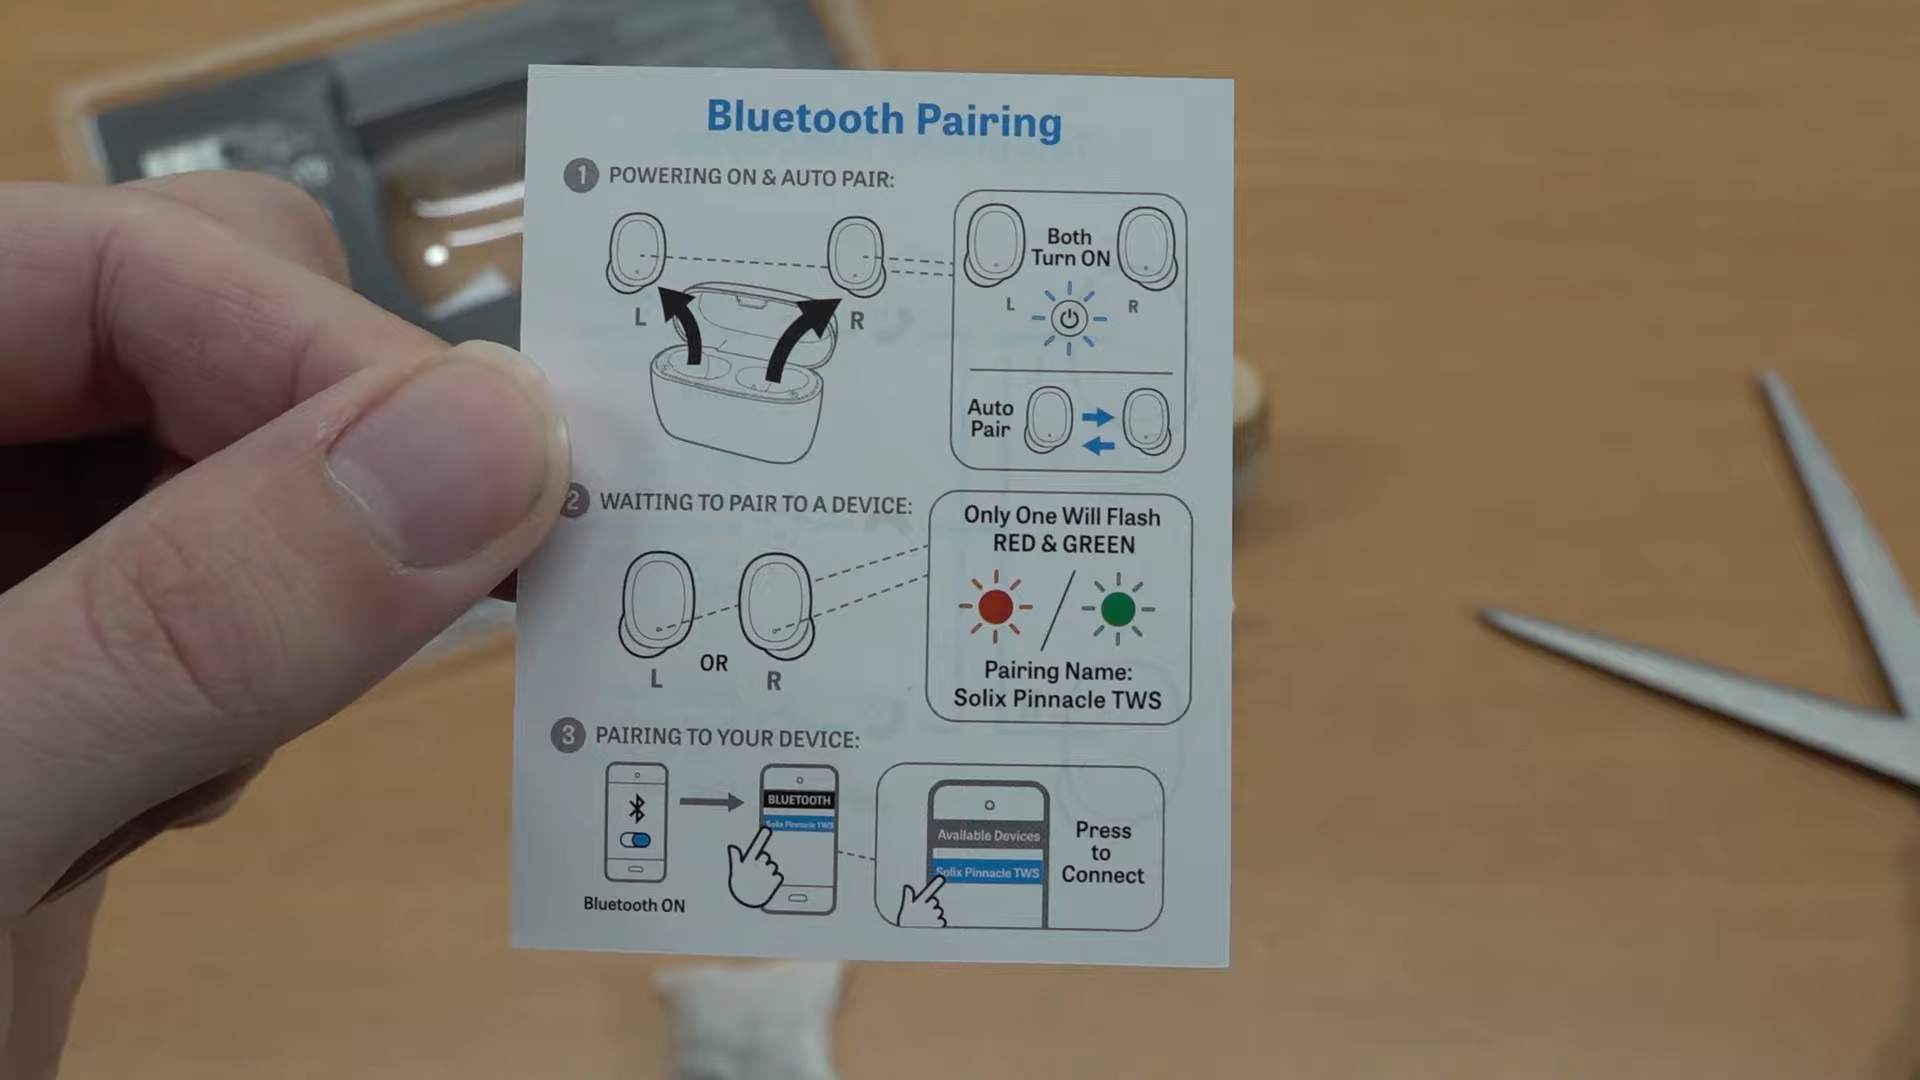 Bluetooth Pairing
1 POWERING ON & AUTO PAIR:
L
R
Both
Turn ON
L
R
Auto
Pair
2 WAITING TO PAIR TO A DEVICE:
L
OR
R
Only One Will Flash
RED & GREEN
Pairing Name:
Solix Pinnacle TWS
3 PAIRING TO YOUR DEVICE:
Bluetooth ON
BLUETOOTH
Solix Pinnacle TWS
Available Devices
Solix Pinnacle TWS
Press
to
Connect